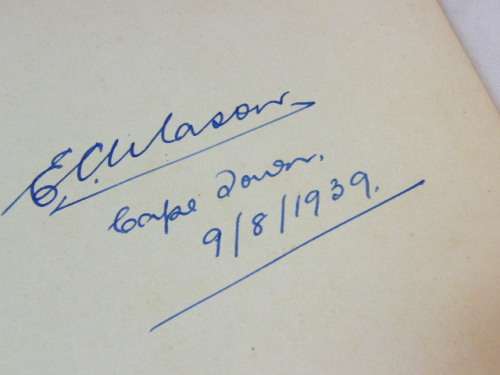 E.C. Mason
Cape Town.
9/8/1939.